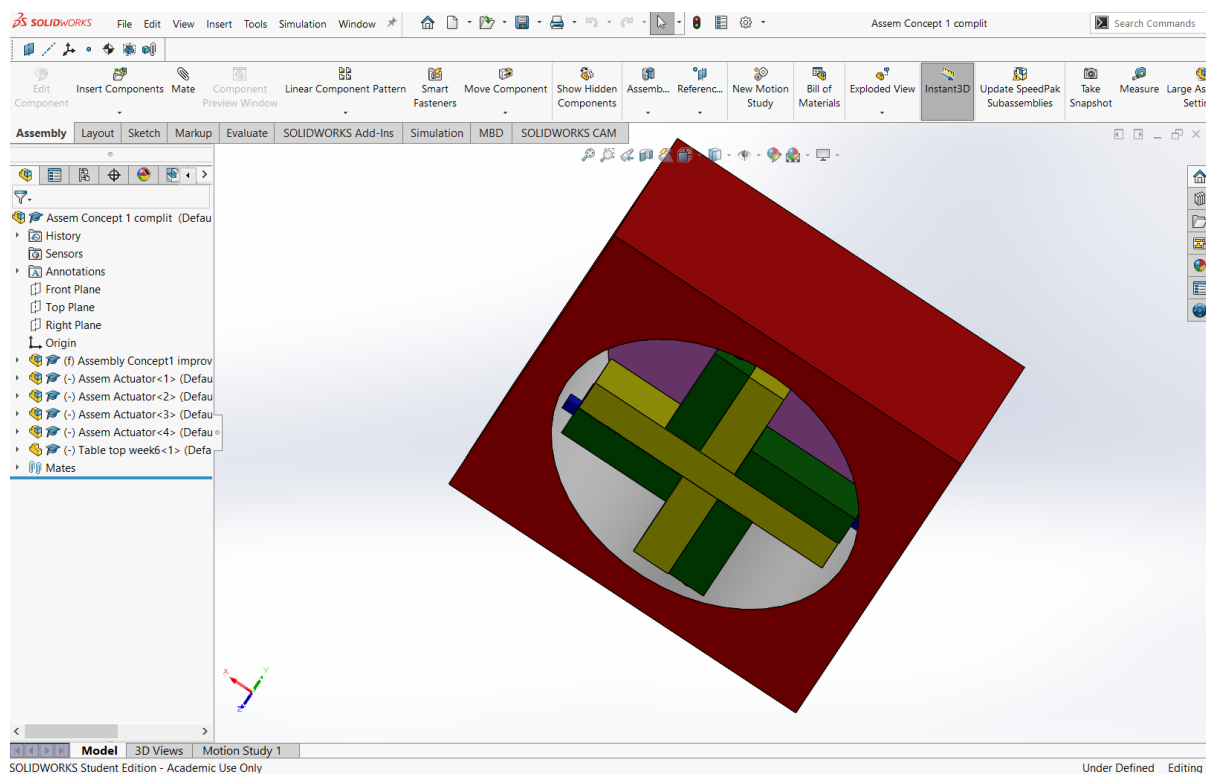 SOLIDWORKS File Edit View Insert Tools Simulation Window Assem Concept 1 complit Search Commands
Edit Component
Insert Components
Mate
Component Preview Window
Linear Component Pattern
Smart Fasteners
Move Component
Show Hidden Components
Assemb...
Referenc...
New Motion Study
Bill of Materials
Exploded View
Instant3D
Update SpeedPak Subassemblies
Take Snapshot
Measure
Large As
Settin
Assembly Layout Sketch Markup Evaluate SOLIDWORKS Add-Ins Simulation MBD SOLIDWORKS CAM
Assem Concept 1 complit (Defau
History
Sensors
Annotations
Front Plane
Top Plane
Right Plane
Origin
(f) Assembly Concept1 improv
(-) Assem Actuator<1> (Defau
(-) Assem Actuator<2> (Defau
(-) Assem Actuator<3> (Defau
(-) Assem Actuator<4> (Defau
(-) Table top week6<1> (Defa
Mates
X Y Z
Model 3D Views Motion Study 1
SOLIDWORKS Student Edition - Academic Use Only Under Defined Editing